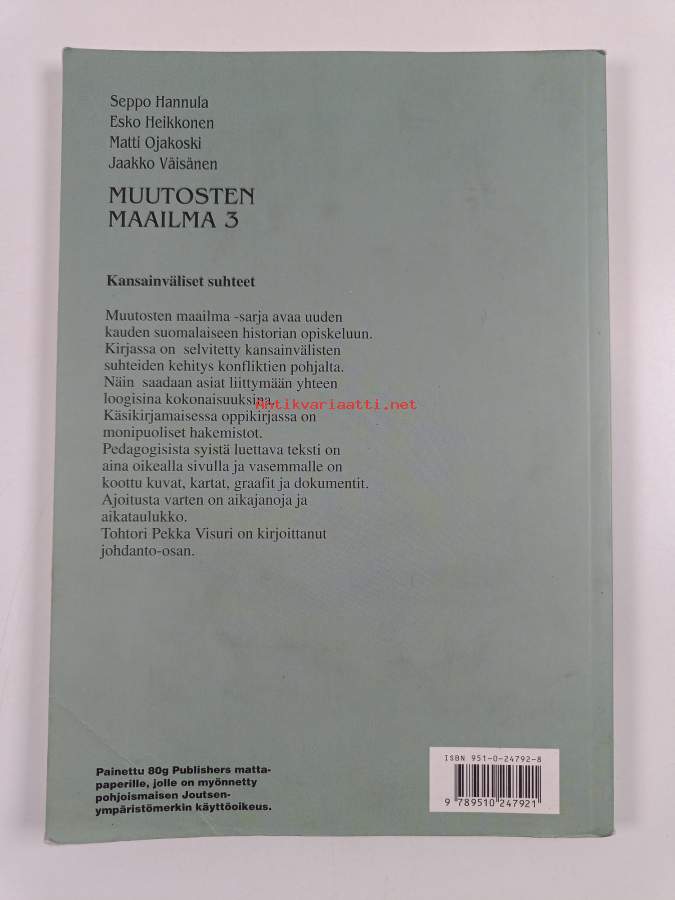 Seppo Hannula
Esko Heikkonen
Matti Ojakoski
Jaakko Väisänen
MUUTOSTEN
MAAILMA 3
Kansainväliset suhteet
Muutosten maailma -sarja avaa uuden
kauden suomalaiseen historian opiskeluun.
Kirjassa on selvitetty kansainvälisten
suhteiden kehitys konfliktien pohjalta.
Näin saadaan asiat liittymään yhteen
loogisina kokonaisuuksina.
Antikvariaatti.net
Käsikirjamaisessa oppikirjassa on
monipuoliset hakemistot.
Pedagogisista syistä luettava teksti on
aina oikealla sivulla ja vasemmalle on
koottu kuvat, kartat, graafit ja dokumentit.
Ajoitusta varten on aikajanoja ja
aikataulukko.
Tohtori Pekka Visuri on kirjoittanut
johdanto-osan.
Painettu 80g Publishers matta-
paperille, jolle on myönnetty
pohjoismaisen Joutsen-
ympäristömerkin käyttöoikeus.
ISBN 951-0-24792-8
9 789510 247921